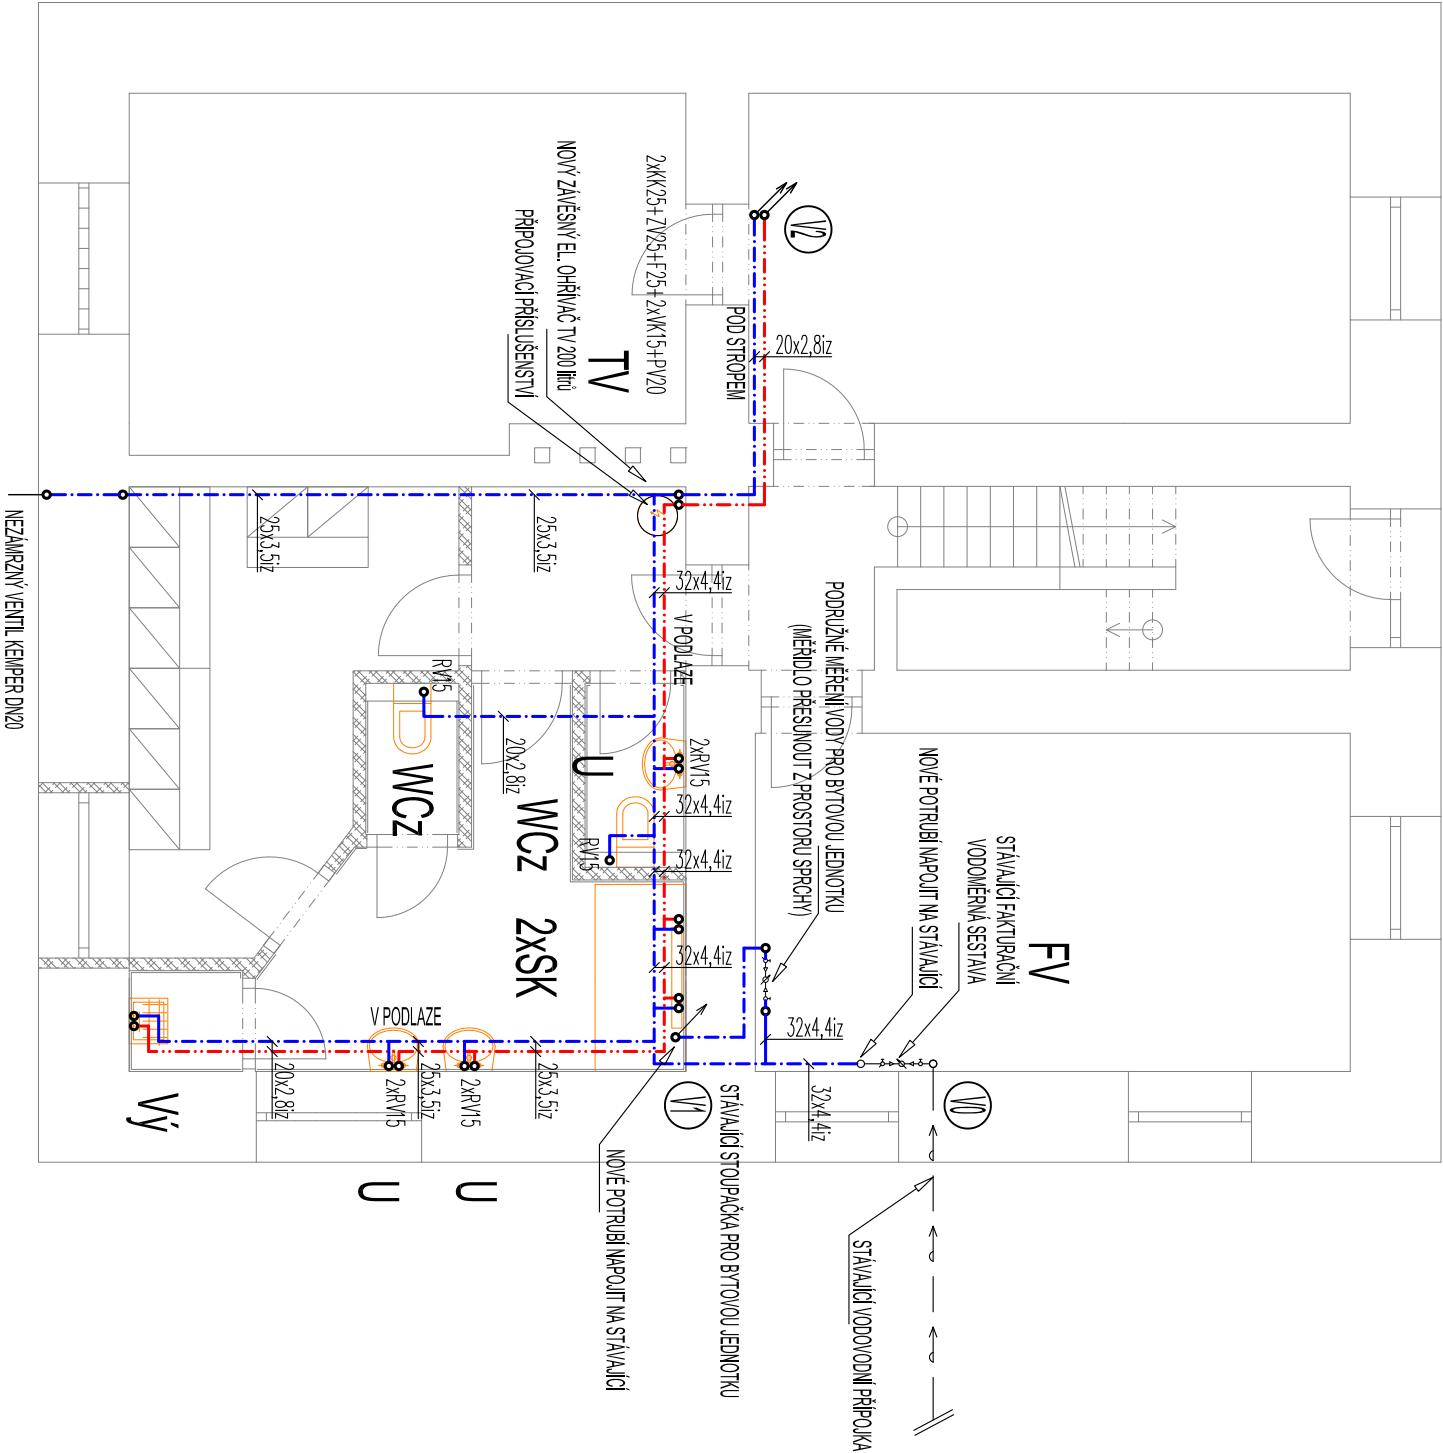 V2
2xKK25+ZV25+F25+2xVK15+PV20
NOVÝ ZÁVĚSNÝ EL. OHŘÍVAČ TV 200 litrů
PŘIPOJOVACÍ PŘÍSLUŠENSTVÍ
TV
POD STROPEM
20x2,8iz
25x3,5iz
25x3,5iz
NEZÁMRZNÝ VENTIL KEMPER DN20
32x4,4iz
V PODLAZE
RV15
20x2,8iz
2xRV15
32x4,4iz
32x4,4iz
32x4,4iz
RV15
U
WCz
WCz
2xSK
PODRUŽNÉ MĚŘENÍ VODY PRO BYTOVOU JEDNOTKU
(MĚŘIDLO PŘESUNOUT Z PROSTORU SPRCHY)
NOVÉ POTRUBÍ NAPOJIT NA STÁVAJÍCÍ
STÁVAJÍCÍ FAKTURAČNÍ
VODOMĚRNÁ SESTAVA
FV
32x4,4iz
32x4,4iz
V0
V1
STÁVAJÍCÍ STOUPAČKA PRO BYTOVOU JEDNOTKU
NOVÉ POTRUBÍ NAPOJIT NA STÁVAJÍCÍ
STÁVAJÍCÍ VODOVODNÍ PŘÍPOJKA
V PODLAZE
20x2,8iz
2xRV15
25x3,5iz
2xRV15
25x3,5iz
Vý
U
U